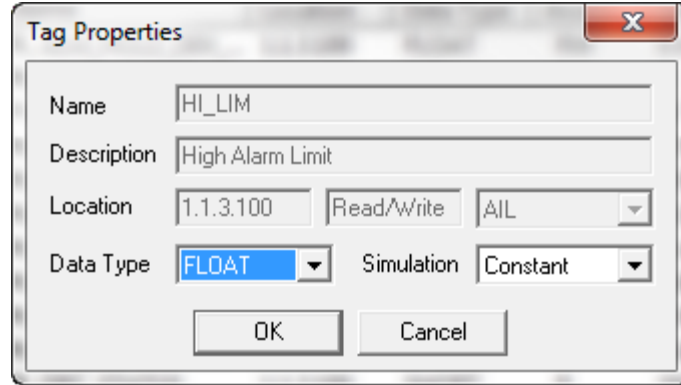 Tag Properties
Name HI_LIM
Description High Alarm Limit
Location 1.1.3.100 Read/Write AIL
Data Type FLOAT Simulation Constant
OK Cancel